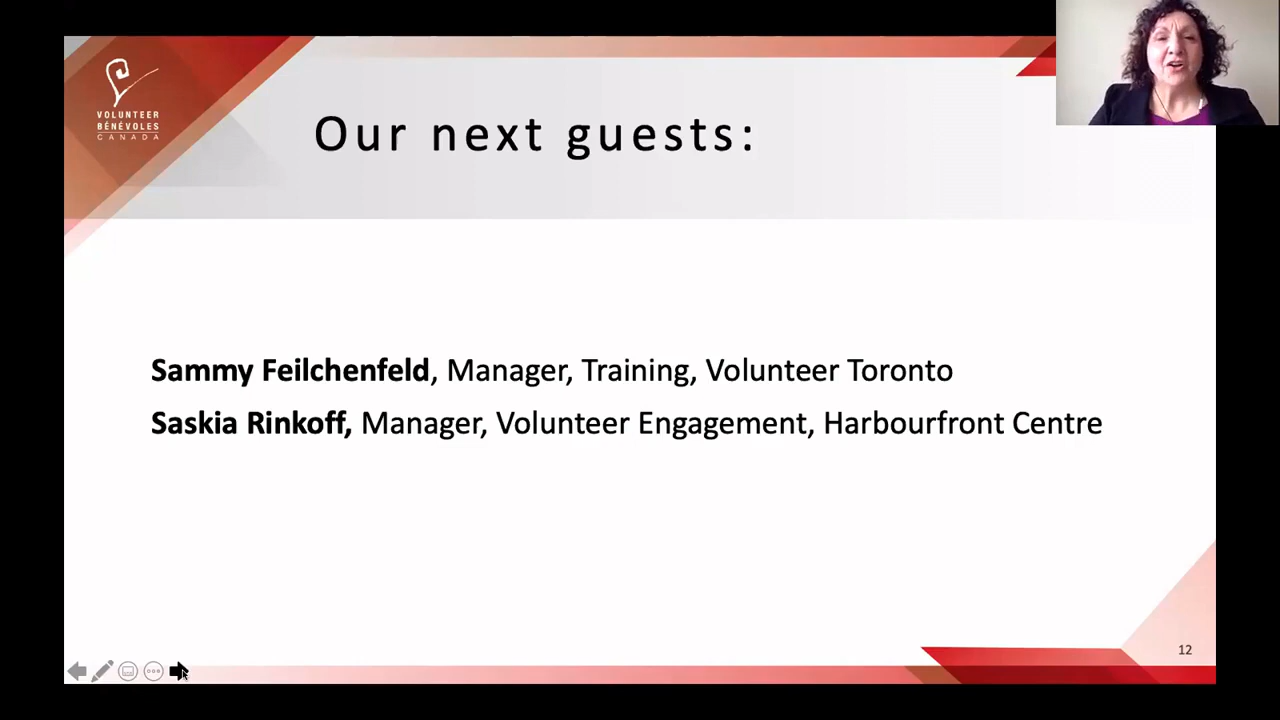 VOLUNTEER
BÉNÉVOLES
CANADA
Our next guests:
Sammy Feilchenfeld, Manager, Training, Volunteer Toronto
Saskia Rinkoff, Manager, Volunteer Engagement, Harbourfront Centre
12